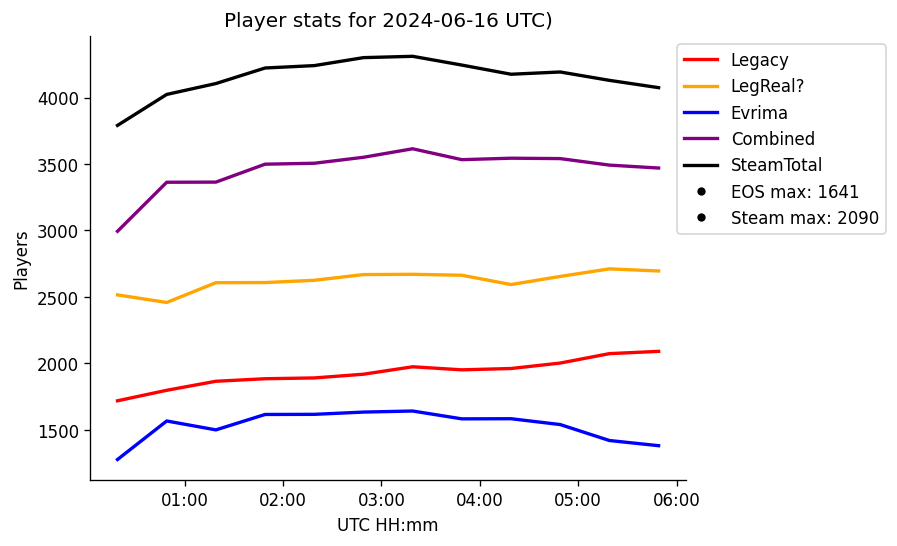 Player stats for 2024-06-16 UTC)
Legacy
LegReal?
Evrima
Combined
SteamTotal
EOS max: 1641
Steam max: 2090
Players
4000
3500
3000
2500
2000
1500
01:00 02:00 03:00 04:00 05:00 06:00
UTC HH:mm